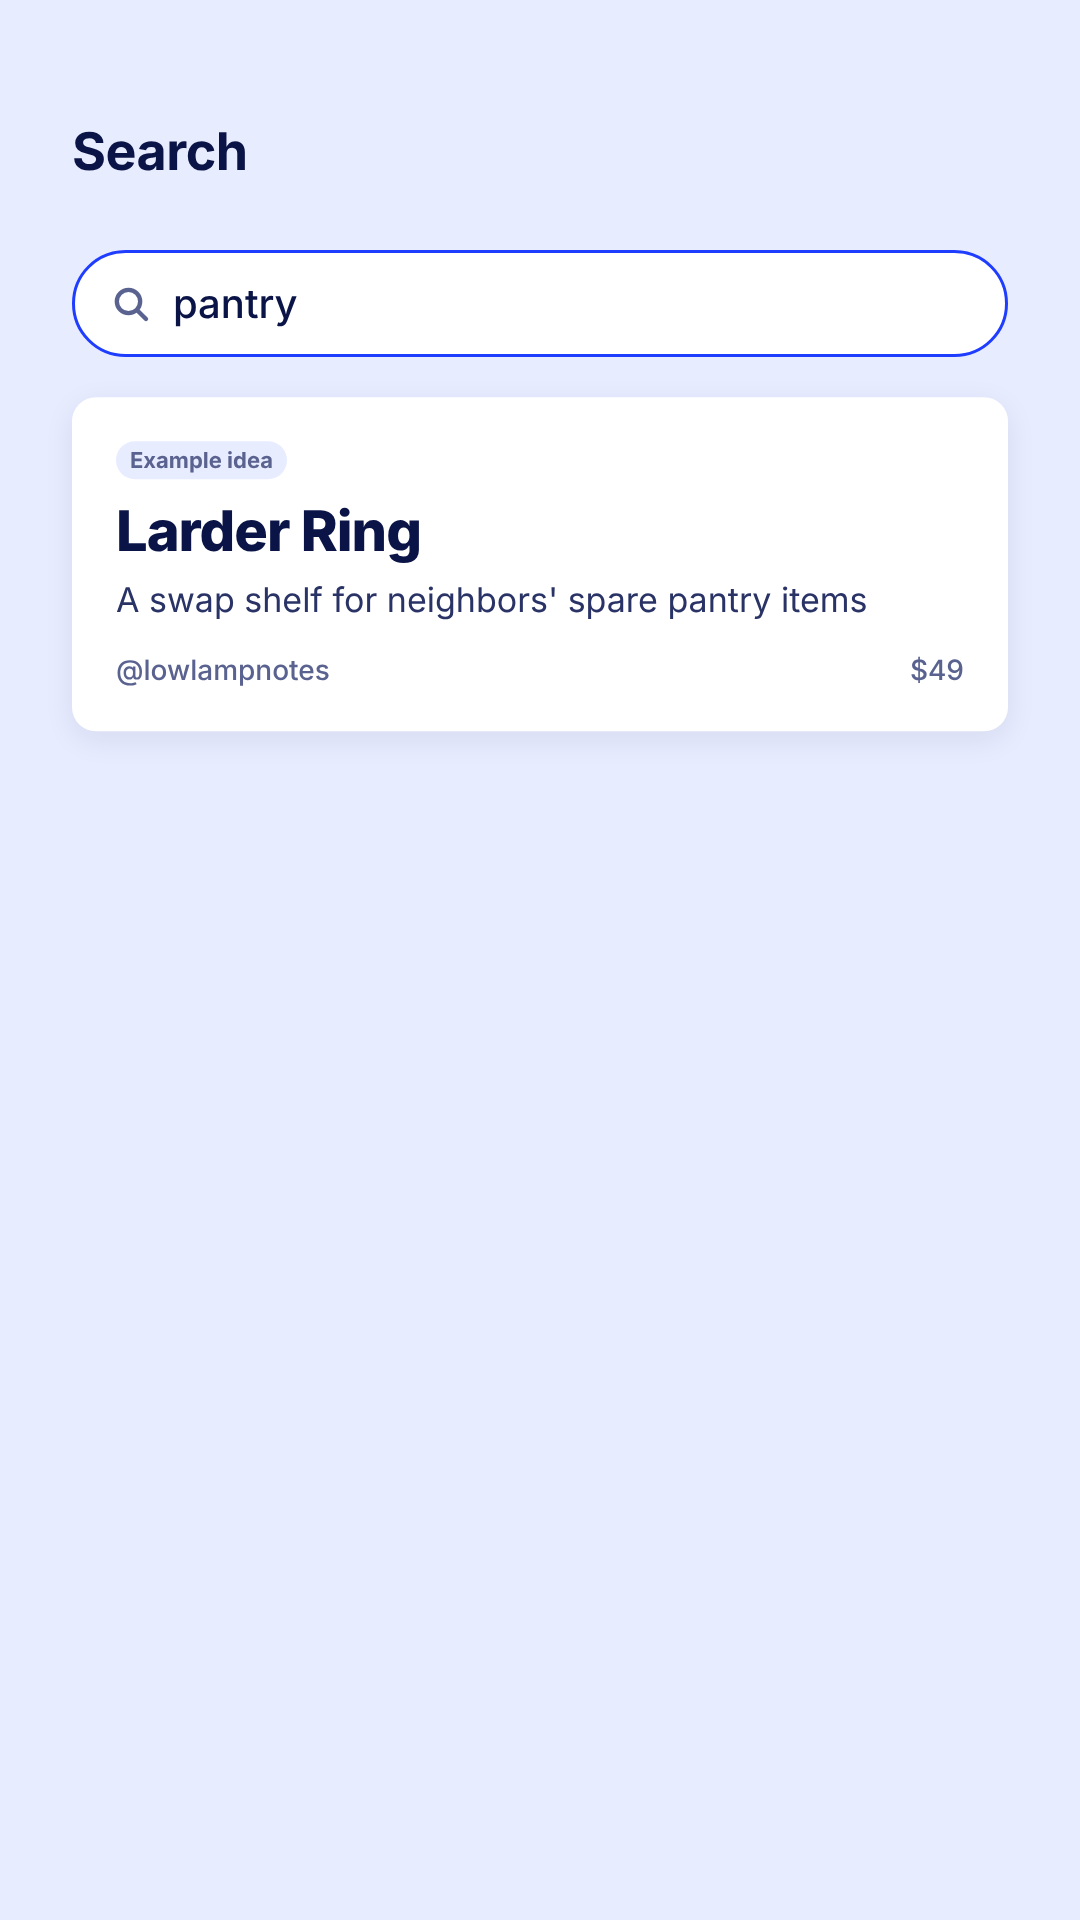 Search
pantry
Example idea
Larder Ring
A swap shelf for neighbors' spare pantry items
@lowlampnotes $49